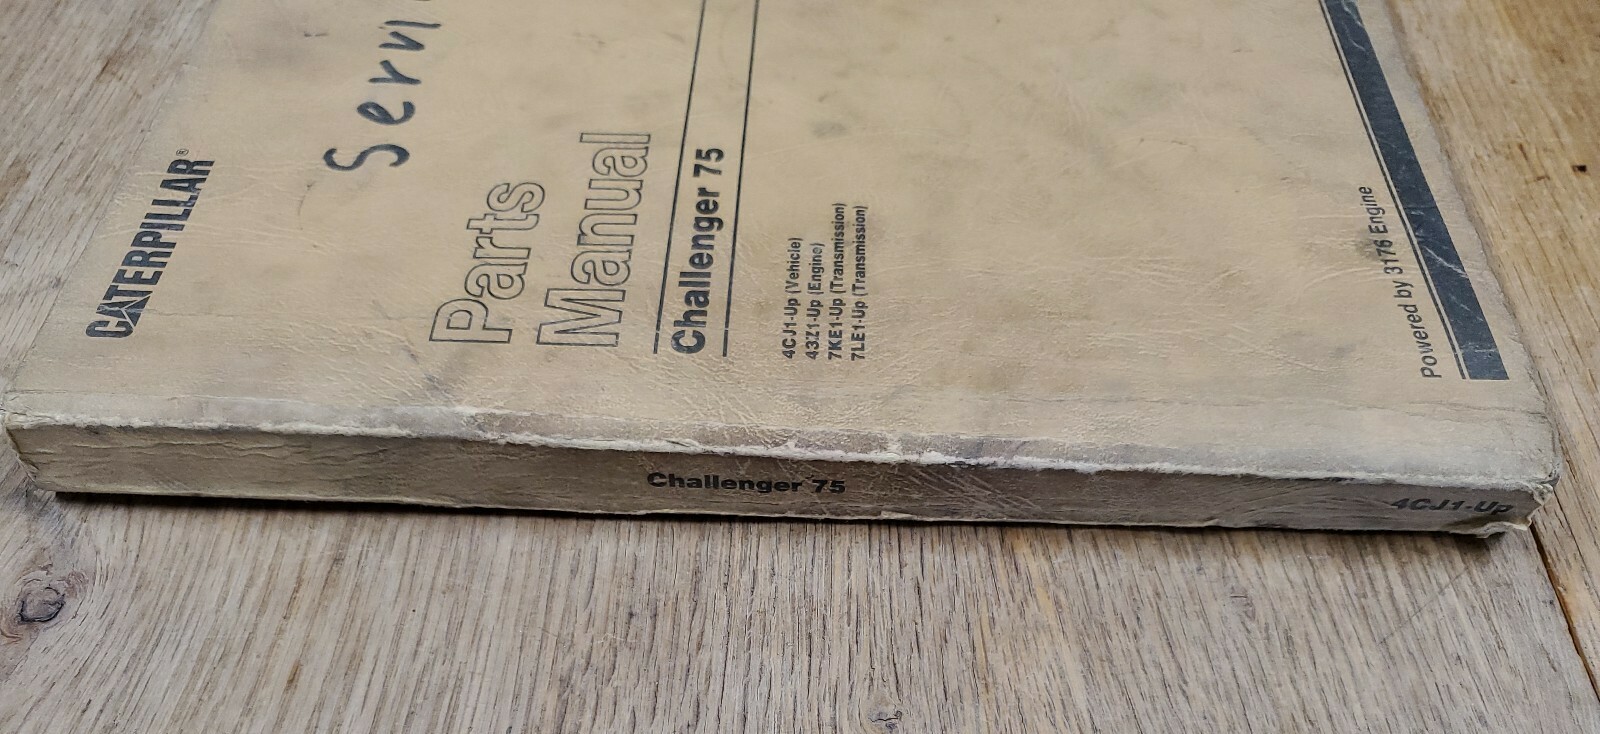 CATERPILLAR®
Servi
Parts
Manual
Challenger 75
4CJ1-Up (Vehicle)
43Z1-Up (Engine)
7KE1-Up (Transmission)
7LE1-Up (Transmission)
Powered by 3176 Engine
Challenger 75
4CJ1-Up